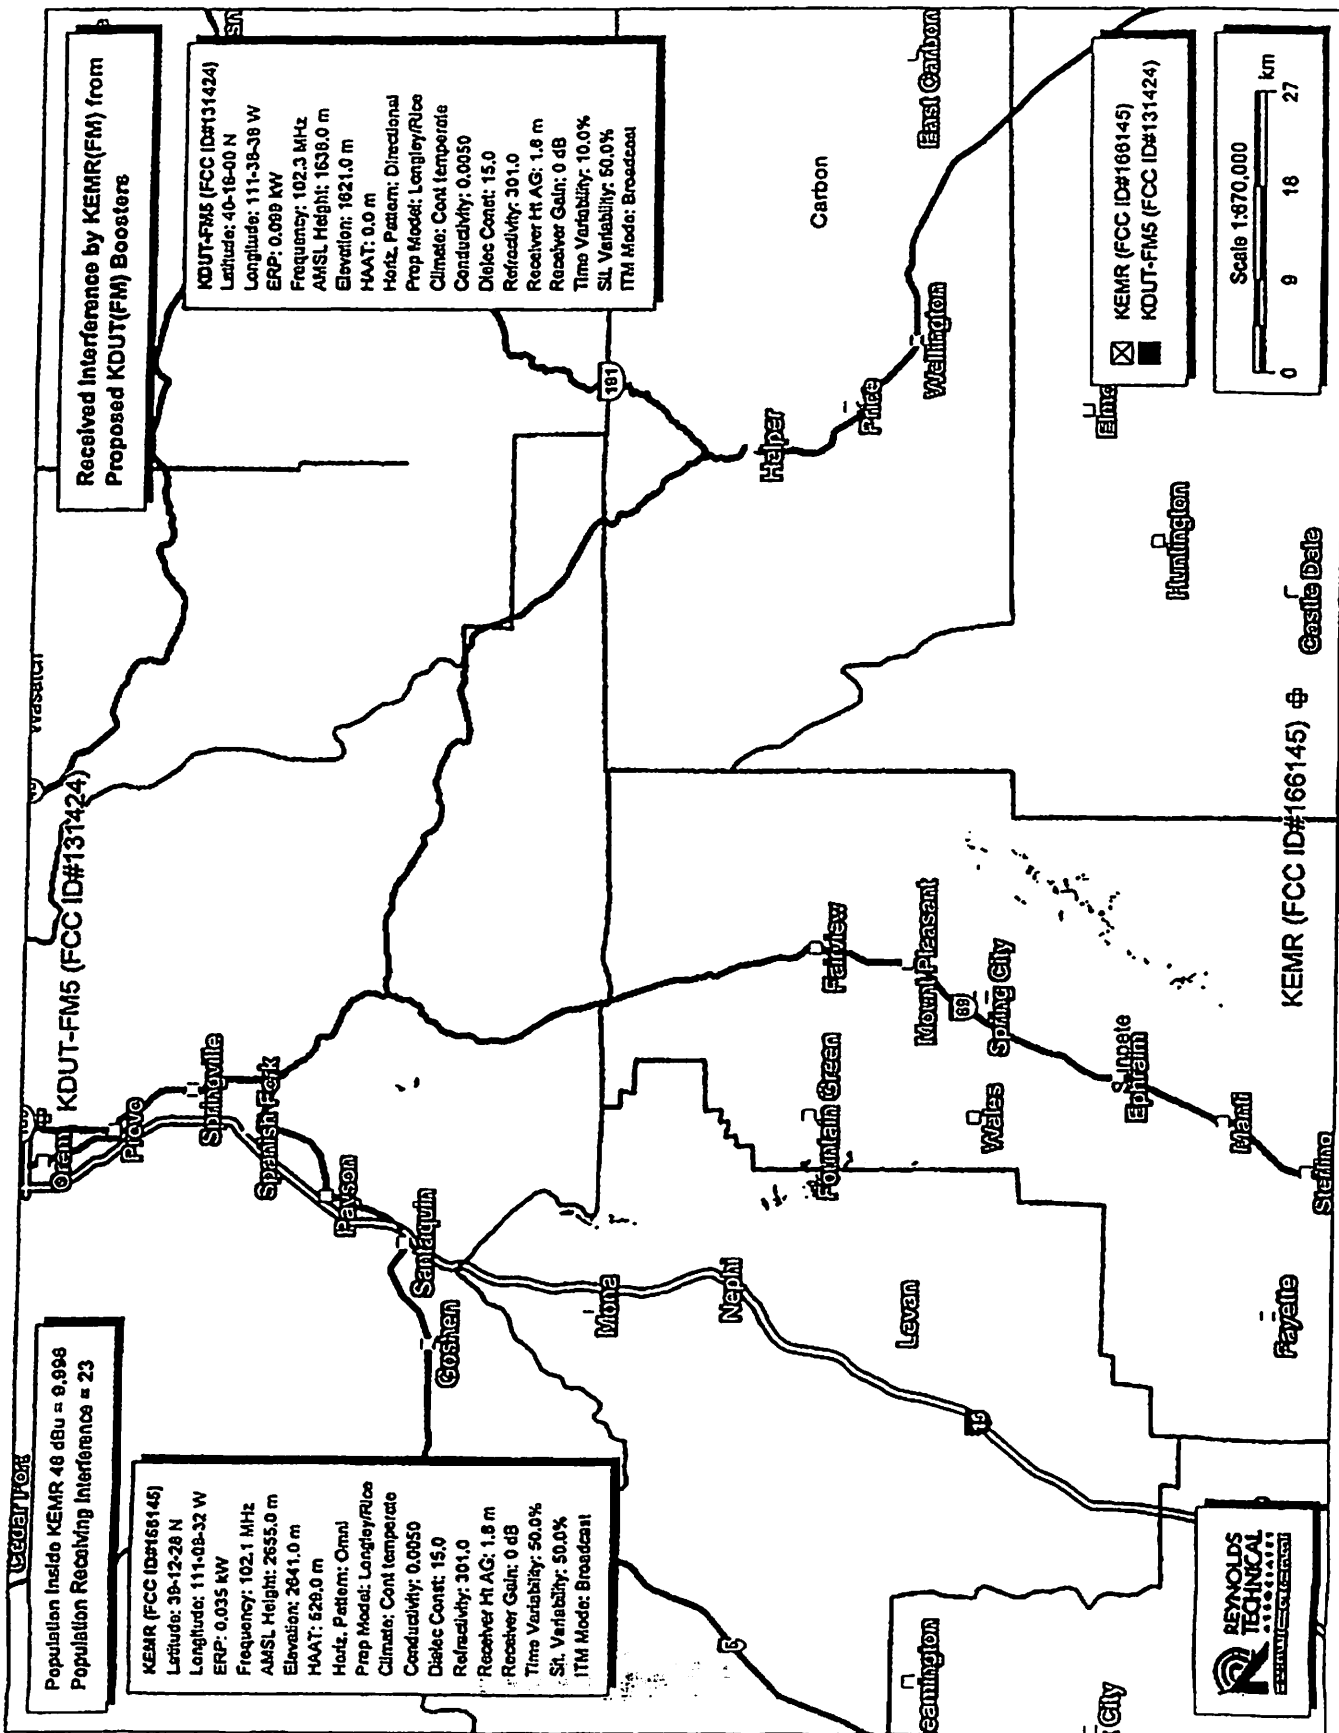 Population Inside KEMR 48 dBu = 9,998
Population Receiving Interference = 23
KEMR (FCC ID#166145)
Latitude: 39-12-28 N
Longitude: 111-08-32 W
ERP: 0.035 kW
Frequency: 102.1 MHz
AMSL Height: 2655.0 m
Elevation: 2641.0 m
HAAT: 529.0 m
Horiz. Pattern: Omni
Prop Model: Longley/Rice
Climate: Cont temperate
Conductivity: 0.0050
Dielec Const: 15.0
Refractivity: 301.0
Receiver Ht AG: 1.8 m
Receiver Gain: 0 dB
Time Variability: 50.0%
Sit. Variability: 50.0%
ITM Mode: Broadcast
Received Interference by KEMR(FM) from
Proposed KDUT(FM) Boosters
KDUT-FM5 (FCC ID#131424)
Latitude: 40-16-00 N
Longitude: 111-38-38 W
ERP: 0.099 kW
Frequency: 102.3 MHz
AMSL Height: 1638.0 m
Elevation: 1621.0 m
HAAT: 0.0 m
Horiz. Pattern: Directional
Prop Model: Longley/Rice
Climate: Cont temperate
Conductivity: 0.0050
Dielec Const: 15.0
Refractivity: 301.0
Receiver Ht AG: 1.8 m
Receiver Gain: 0 dB
Time Variability: 10.0%
Sit. Variability: 50.0%
ITM Mode: Broadcast
Cedar Fort
Wasatch
Orem
KDUT-FM5 (FCC ID#131424)
Provo
Springville
Spanish Fork
Payson
Santaquin
Goshen
Mona
191
Nephi
Helper
Carbon
Fountain Green
Fairview
Price
Levan
Mount Pleasant
Wellington
East Carbon
89
15
Wales
Spring City
Ephraim
Huntington
Manti
Fayette
Sterling
Castle Dale
KEMR (FCC ID#166145)
City
KEMR (FCC ID#166145)
KDUT-FM5 (FCC ID#131424)
Scale 1:670,000
0 9 18 27
km
REYNOLDS
TECHNICAL
ASSOCIATES